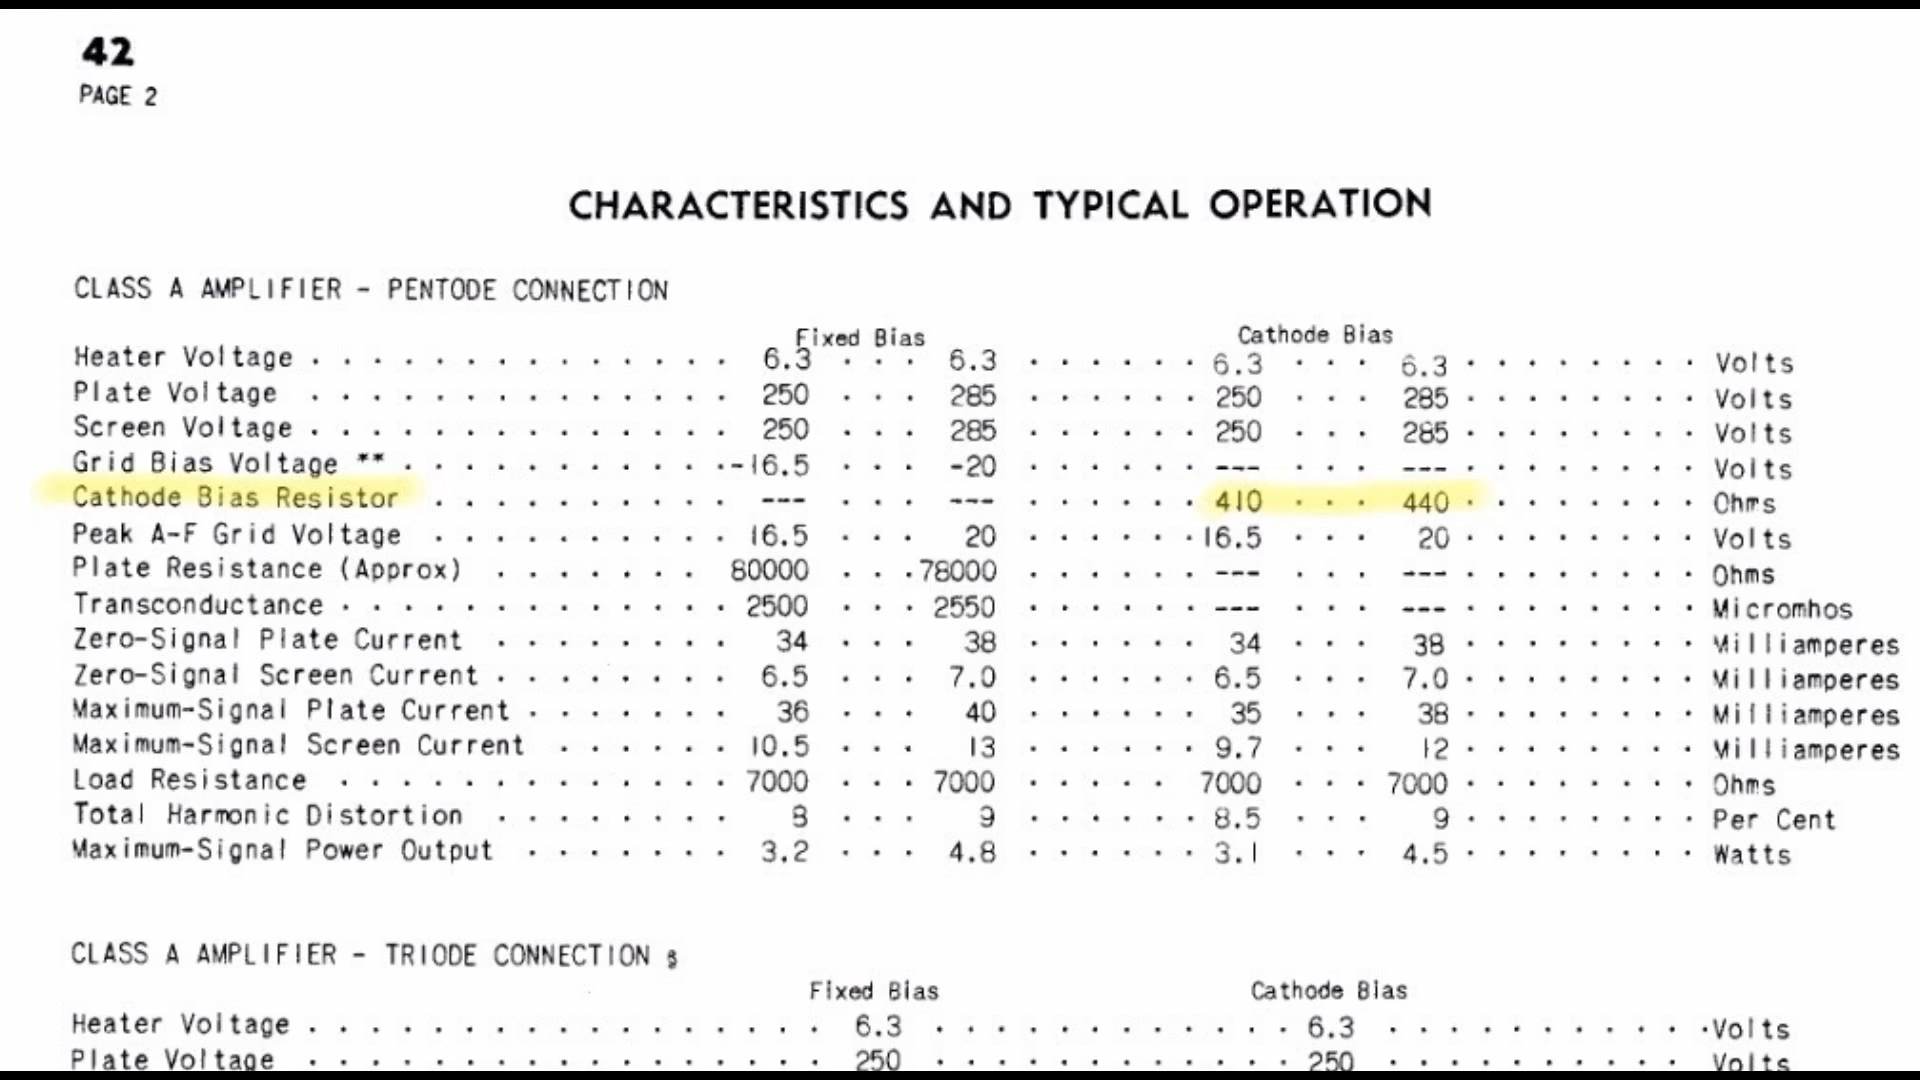 42
PAGE 2
CHARACTERISTICS AND TYPICAL OPERATION
CLASS A AMPLIFIER - PENTODE CONNECTION
Fixed Bias Cathode Bias
Heater Voltage . . . . . . . . . . . . . . 6.3 . . . 6.3 . . . . . . 6.3 . . . 6.3 . . . . . . . . Volts
Plate Voltage . . . . . . . . . . . . . . 250 . . . 285 . . . . . . 250 . . . 285 . . . . . . . . Volts
Screen Voltage . . . . . . . . . . . . . . 250 . . . 285 . . . . . . 250 . . . 285 . . . . . . . . Volts
Grid Bias Voltage ** . . . . . . . . . . . -16.5 . . . -20 . . . . . . --- . . . --- . . . . . . . . Volts
Cathode Bias Resistor . . . . . . . . . . --- . . . --- . . . . . . 410 . . . 440 . . . . . . . . Ohms
Peak A-F Grid Voltage . . . . . . . . . . 16.5 . . . 20 . . . . . . 16.5 . . . 20 . . . . . . . . Volts
Plate Resistance (Approx) . . . . . . . 80000 . . . 78000 . . . . . . --- . . . --- . . . . . . . . Ohms
Transconductance . . . . . . . . . . . . . 2500 . . . 2550 . . . . . . --- . . . --- . . . . . . . . Micromhos
Zero-Signal Plate Current . . . . . . . . 34 . . . 38 . . . . . . 34 . . . 38 . . . . . . . . Milliamperes
Zero-Signal Screen Current . . . . . . . . 6.5 . . . 7.0 . . . . . . 6.5 . . . 7.0 . . . . . . . . Milliamperes
Maximum-Signal Plate Current . . . . . . . 36 . . . 40 . . . . . . 35 . . . 38 . . . . . . . . Milliamperes
Maximum-Signal Screen Current . . . . . . 10.5 . . . 13 . . . . . . 9.7 . . . 12 . . . . . . . . Milliamperes
Load Resistance . . . . . . . . . . . . . 7000 . . . 7000 . . . . . . 7000 . . . 7000 . . . . . . . . Ohms
Total Harmonic Distortion . . . . . . . . 8 . . . 9 . . . . . . 8.5 . . . 9 . . . . . . . . Per Cent
Maximum-Signal Power Output . . . . . . . 3.2 . . . 4.8 . . . . . . 3.1 . . . 4.5 . . . . . . . . Watts
CLASS A AMPLIFIER - TRIODE CONNECTION §
Fixed Bias Cathode Bias
Heater Voltage . . . . . . . . . . . . . . . . . 6.3 . . . . . . . . . . . . 6.3 . . . . . . . . . . . Volts
Plate Voltage . . . . . . . . . . . . . . . . . 250 . . . . . . . . . . . . 250 . . . . . . . . . . Volts